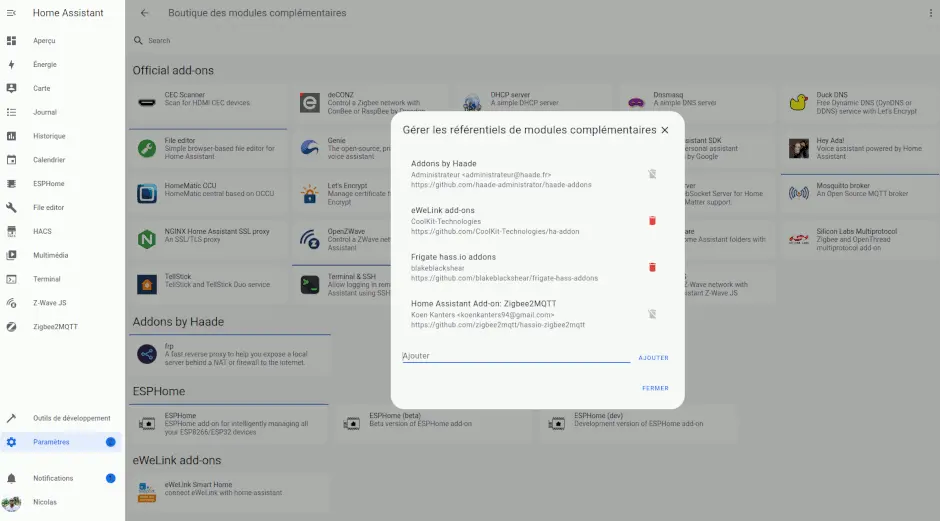 Home Assistant
Boutique des modules complémentaires
Aperçu
Énergie
Carte
Journal
Historique
Calendrier
ESPHome
File editor
HACS
Multimédia
Terminal
Z-Wave JS
Zigbee2MQTT
Outils de développement
Paramètres
Notifications
Nicolas
Search
Official add-ons
CEC Scanner
Scan for HDMI CEC devices.
deCONZ
Control a Zigbee network with
ConBee or RaspBee by
DHCP server
A simple DHCP server
Dnsmasq
A simple DNS server
Duck DNS
Free Dynamic DNS (DynDNS or
DDNS) service with Let's Encrypt
File editor
Simple browser-based file editor for
Home Assistant
Genie
The open-source, pr
voice assistant
sistant SDK
ersonal assistant
by Google
Hey Ada!
Voice assistant powered by Home
Assistant
HomeMatic CCU
HomeMatic central based on OCCU
Let's Encrypt
Manage certificate f
Encrypt
erver
WebSocket Server for Home
Matter support.
Mosquitto broker
An Open Source MQTT broker
NGINX Home Assistant SSL proxy
An SSL/TLS proxy
OpenZWave
Control a ZWave netw
Assistant
re
me Assistant folders with
Silicon Labs Multiprotocol
Zigbee and OpenThread
multiprotocol add-on
TellStick
TellStick and TellStick Duo service
Terminal & SSH
Allow logging in rem
Assistant using SSH
-Wave network with
ssistant Z-Wave JS.
Addons by Haade
frp
A fast reverse proxy to help you expose a local
server behind a NAT or firewall to the internet.
ESPHome
ESPHome
ESPHome add-on for intelligently managing all
your ESP8266/ESP32 devices
ESPHome (beta)
Beta version of ESPHome add-on
ESPHome (dev)
Development version of ESPHome add-on
eWeLink add-ons
eWeLink Smart Home
connect eWeLink with home-assistant
Gérer les référentiels de modules complémentaires
Addons by Haade
Administrateur <administrateur@haade.fr>
https://github.com/haade-administrator/haade-addons
eWeLink add-ons
CoolKit-Technologies
https://github.com/CoolKit-Technologies/ha-addon
Frigate hass.io addons
blakeblackshear
https://github.com/blakeblackshear/frigate-hass-addons
Home Assistant Add-on: Zigbee2MQTT
Koen Kanters <koenkanters94@gmail.com>
https://github.com/zigbee2mqtt/hassio-zigbee2mqtt
Ajouter
AJOUTER
FERMER